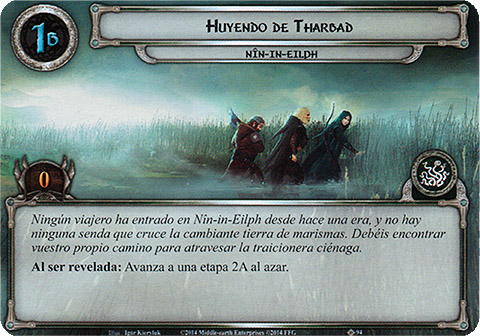 1B
Huyendo de Tharbad
Nîn-in-Eilph
0
Ningún viajero ha entrado en Nîn-in-Eilph desde hace una era, y no hay
ninguna senda que cruce la cambiante tierra de marismas. Debéis encontrar
vuestro propio camino para atravesar la traicionera ciénaga.
Al ser revelada: Avanza a una etapa 2A al azar.
Illus. Igor Kieryluk ©2014 Middle-earth Enterprises ©2014 FFG 94